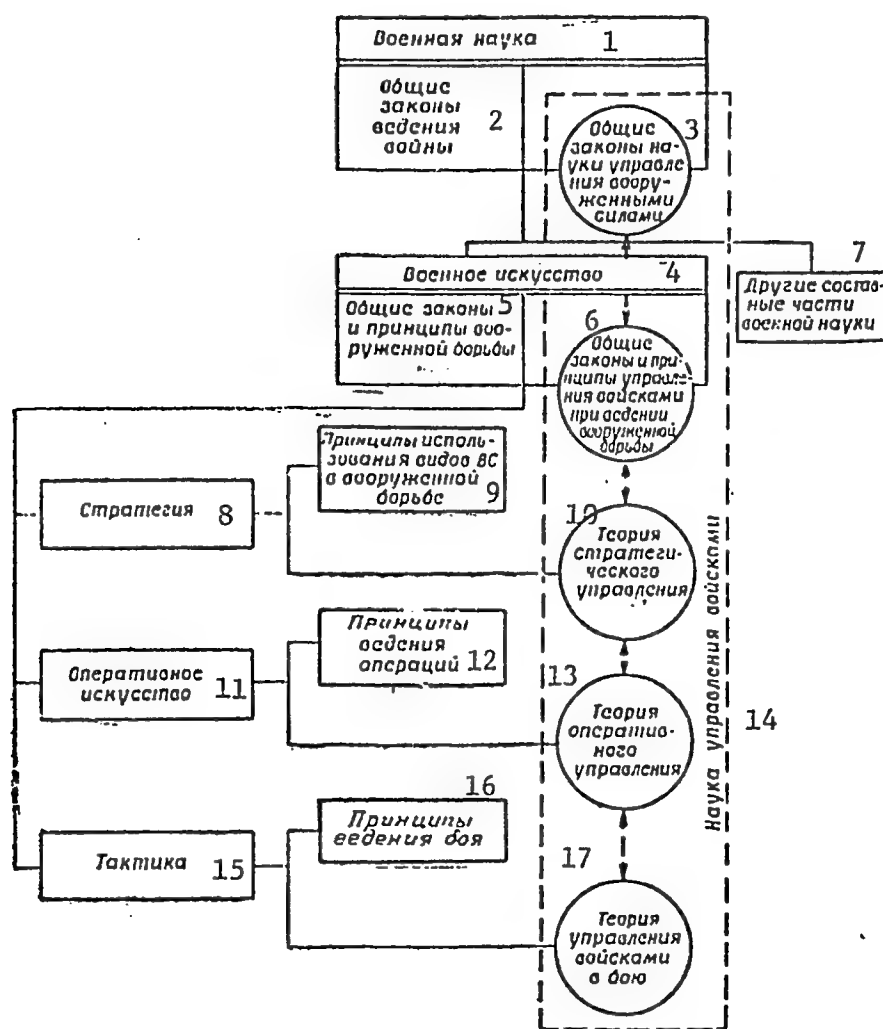 Военная наука 1
Общие
законы
ведения
войны
2
3
Общие
законы на-
уки управле
ния воору-
женными
силами
Военное искусство 4
5
Общие законы
и принципы воо-
руженной борьбы
6
Общие
законы и при-
нципы управле-
ния войсками
при ведении
вооруженной
борьбы
7
Другие состав-
ные части
военной науки
Стратегия 8
Принципы исполь-
зования видов ВС
в вооруженной
борьбе
9
10
Теория
стратеги-
ческого
управления
Оперативное
искусство 11
Принципы
ведения
операций 12
13
Теория
оператив-
ного
управления
Наука управления войсками
14
Тактика 15
16
Принципы
ведения боя
17
Теория
управления
войсками
в бою